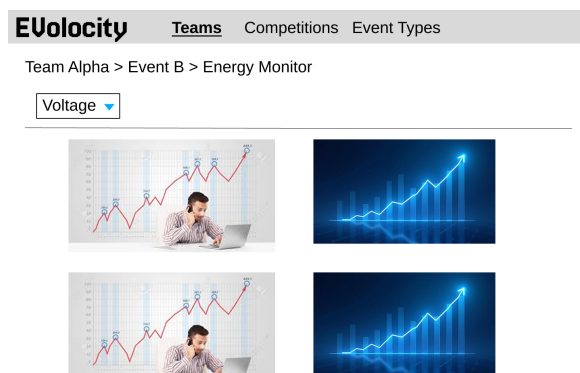 EVolocity Teams Competitions Event Types
Team Alpha > Event B > Energy Monitor
Voltage